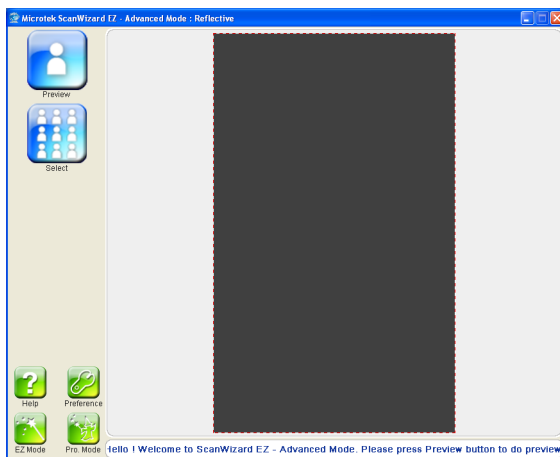 Microtek ScanWizard EZ - Advanced Mode : Reflective
Preview
Select
Help
Preference
EZ Mode
Pro. Mode
Hello ! Welcome to ScanWizard EZ - Advanced Mode. Please press Preview button to do preview